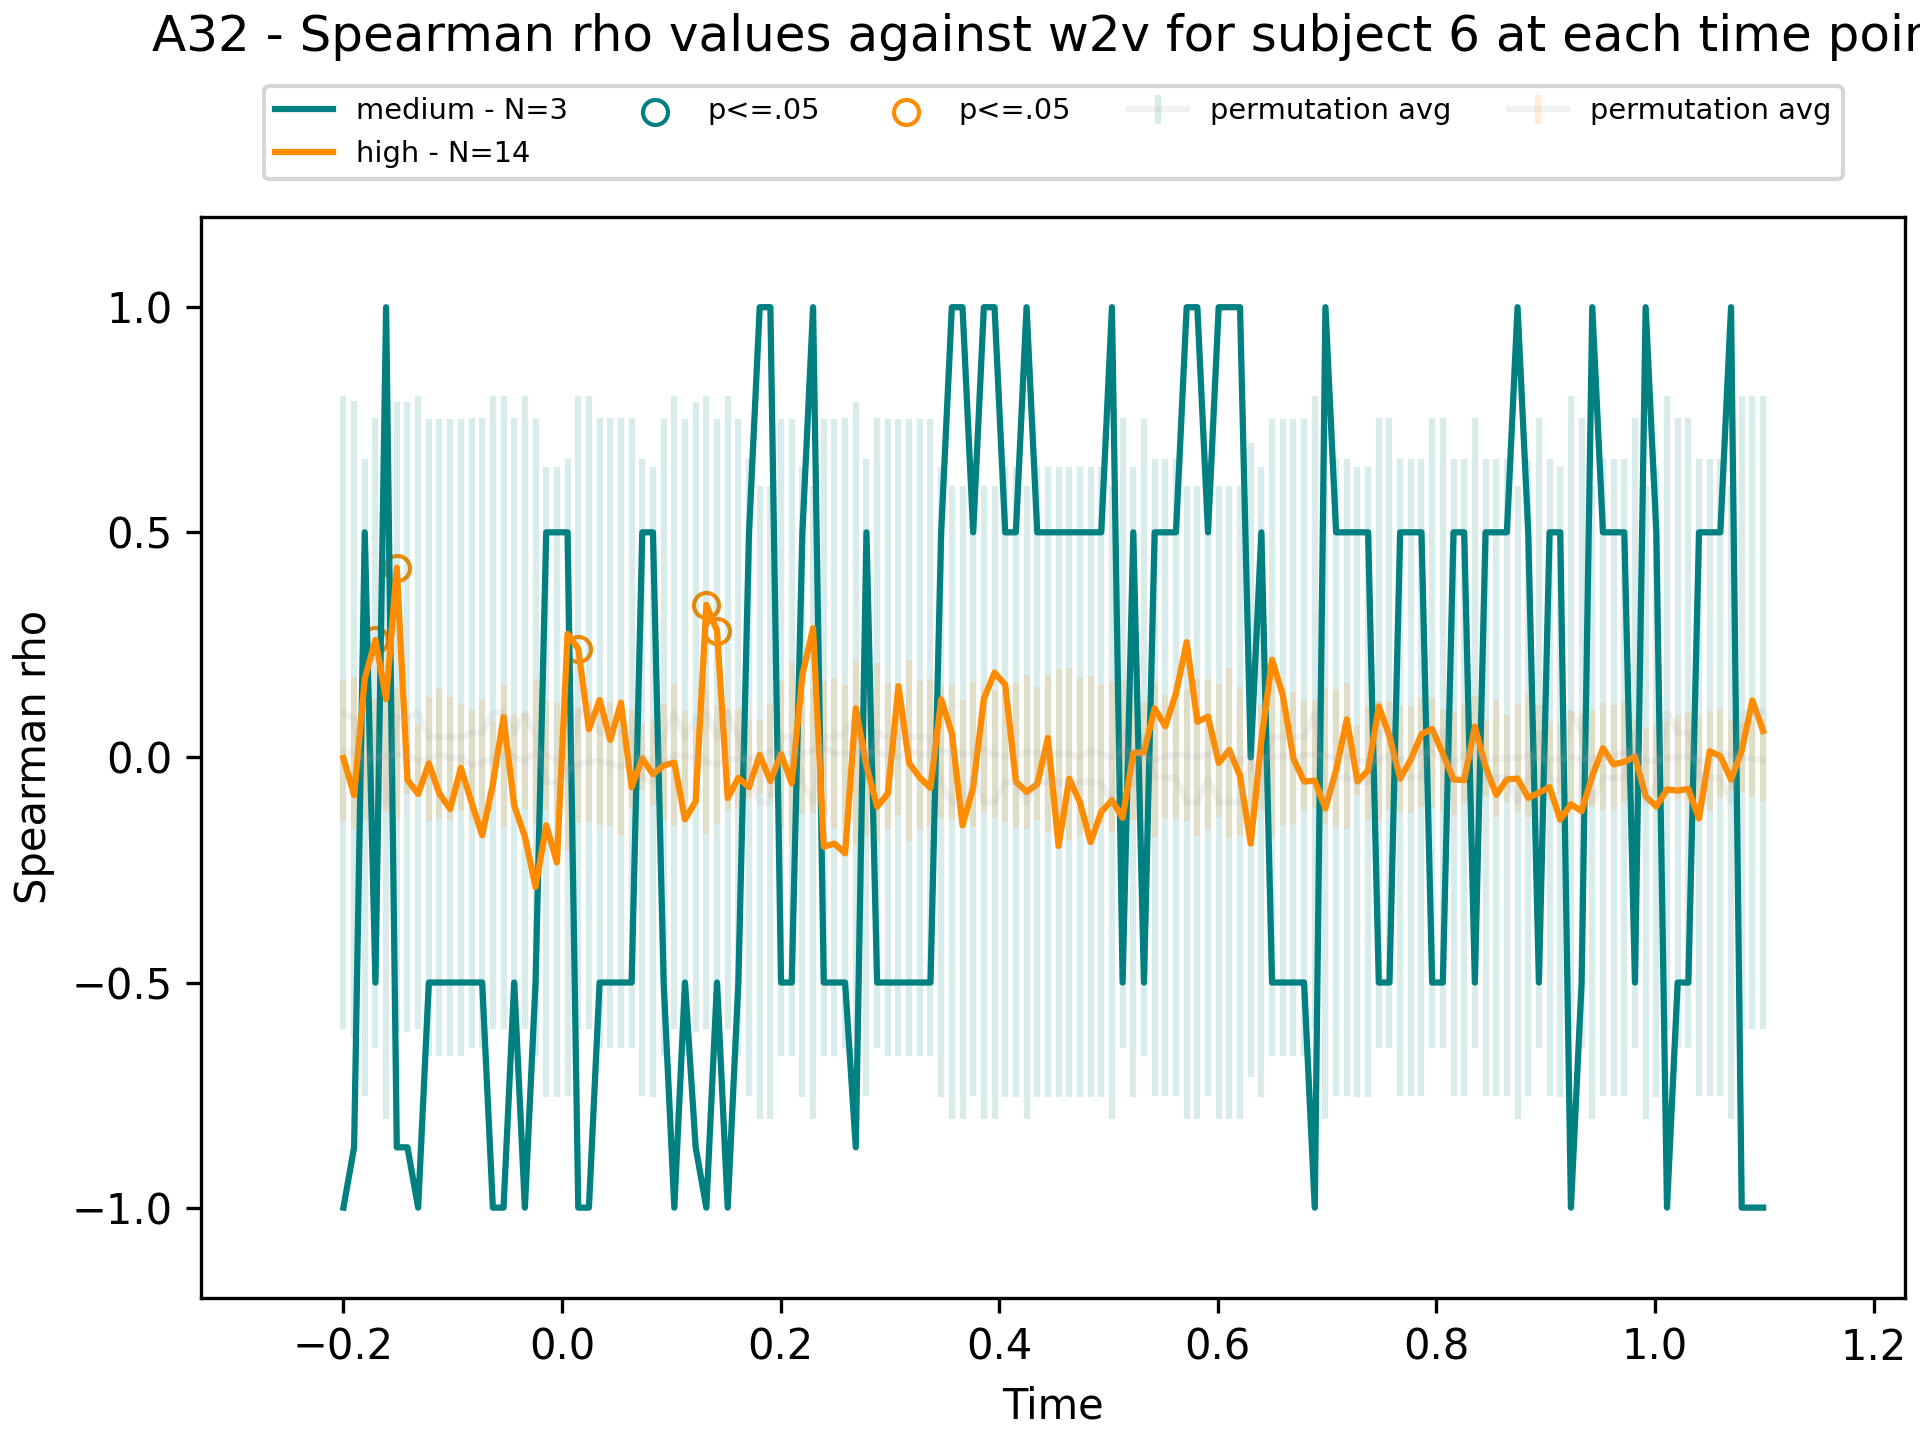 A32 - Spearman rho values against w2v for subject 6 at each time poin
medium - N=3
high - N=14
p<=.05
p<=.05
permutation avg
permutation avg
Spearman rho
1.0
0.5
0.0
−0.5
−1.0
−0.2 0.0 0.2 0.4 0.6 0.8 1.0 1.2
Time